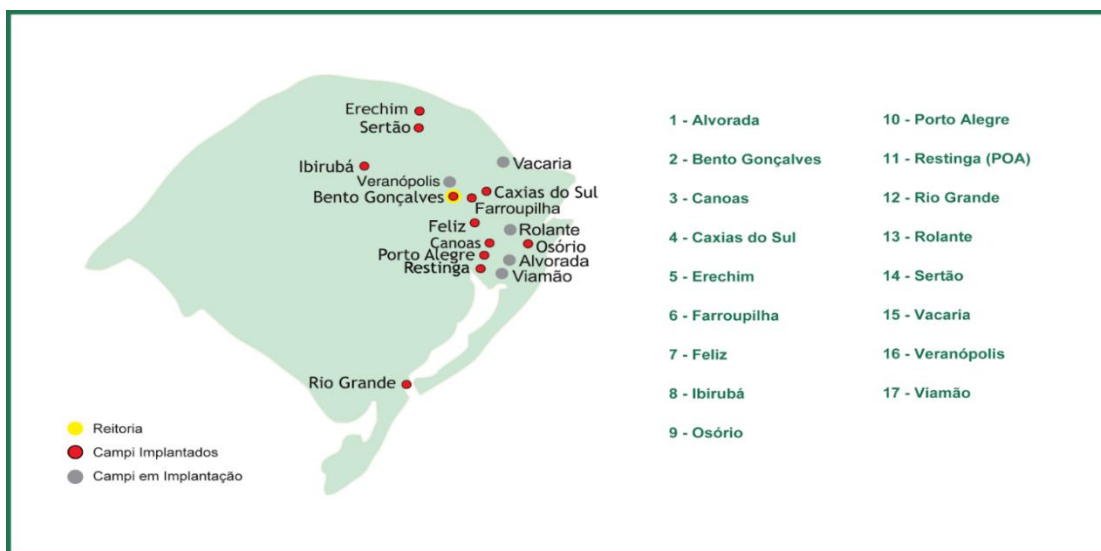 Erechim
Sertão
Ibirubá
Vacaria
Veranópolis
Bento Gonçalves
Caxias do Sul
Farroupilha
Feliz
Rolante
Canoas
Osório
Porto Alegre
Alvorada
Restinga
Viamão
Rio Grande
Reitoria
Campi Implantados
Campi em Implantação
1 - Alvorada
2 - Bento Gonçalves
3 - Canoas
4 - Caxias do Sul
5 - Erechim
6 - Farroupilha
7 - Feliz
8 - Ibirubá
9 - Osório
10 - Porto Alegre
11 - Restinga (POA)
12 - Rio Grande
13 - Rolante
14 - Sertão
15 - Vacaria
16 - Veranópolis
17 - Viamão